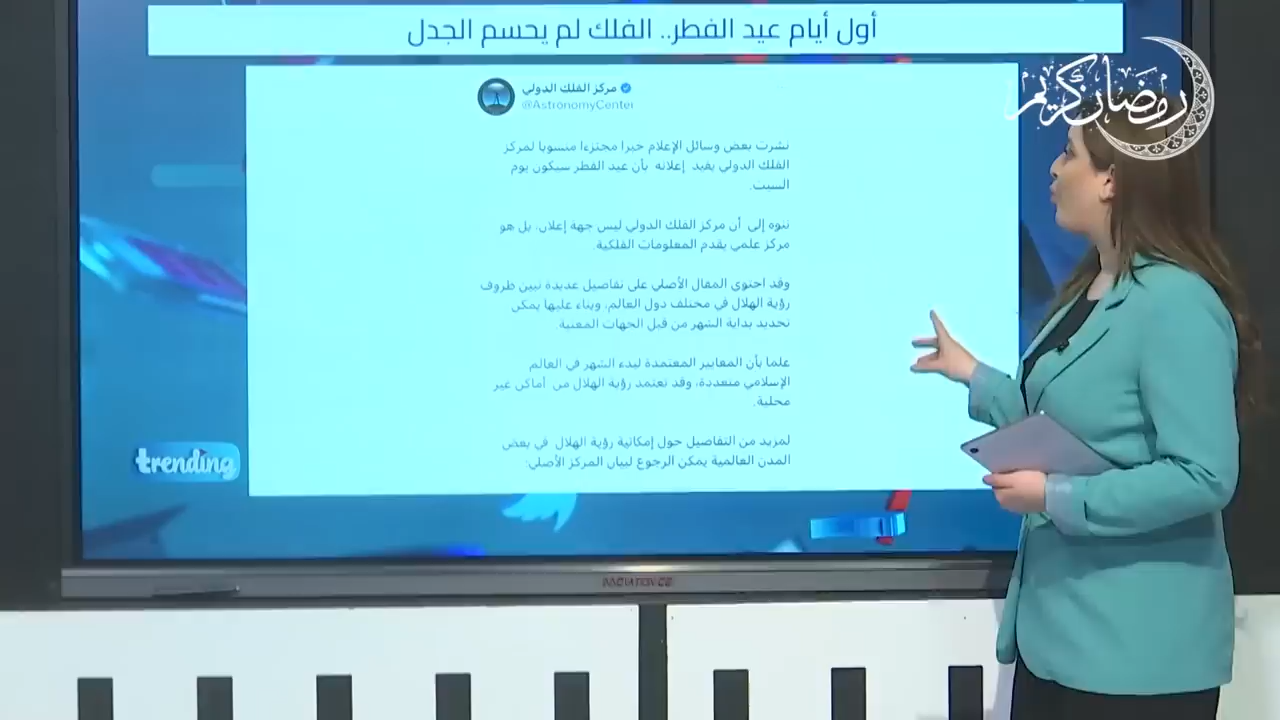 أول أيام عيد الفطر.. الفلك لم يحسم الجدل
رمضان كريم
مركز الفلك الدولي
@AstronomyCenter
نشرت بعض وسائل الإعلام خبرا مجتزءا منسوبا لمركز
الفلك الدولي يفيد إعلانه بأن عيد الفطر سيكون يوم
السبت.
ننوه إلى أن مركز الفلك الدولي ليس جهة إعلان، بل هو
مركز علمي يقدم المعلومات الفلكية.
وقد احتوى المقال الأصلي على تفاصيل عديدة تبين ظروف
رؤية الهلال في مختلف دول العالم، وبناء عليها يمكن
تحديد بداية الشهر من قبل الجهات المعنية.
علما بأن المعايير المعتمدة لبدء الشهر في العالم
الإسلامي متعددة، وقد تعتمد رؤية الهلال من أماكن غير
محلية.
لمزيد من التفاصيل حول إمكانية رؤية الهلال في بعض
المدن العالمية يمكن الرجوع لبيان المركز الأصلي:
trending